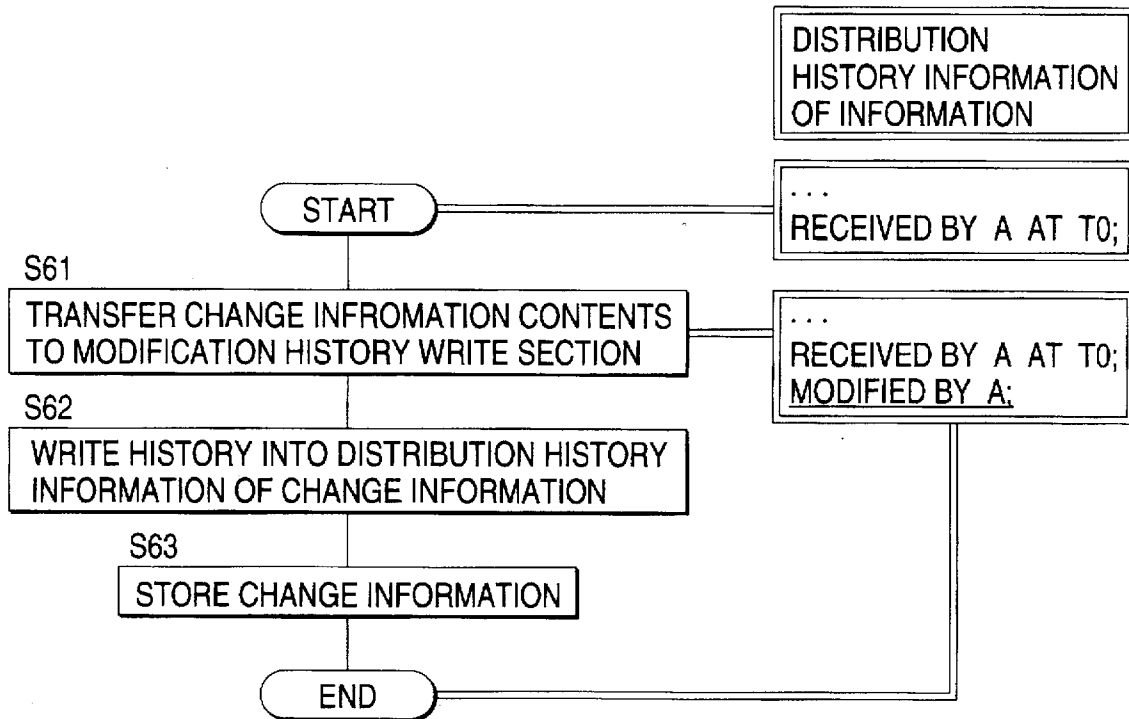 DISTRIBUTION
HISTORY INFORMATION
OF INFORMATION
START
. . .
RECEIVED BY A AT T0;
S61
TRANSFER CHANGE INFROMATION CONTENTS
TO MODIFICATION HISTORY WRITE SECTION
. . .
RECEIVED BY A AT T0;
MODIFIED BY A;
S62
WRITE HISTORY INTO DISTRIBUTION HISTORY
INFORMATION OF CHANGE INFORMATION
S63
STORE CHANGE INFORMATION
END